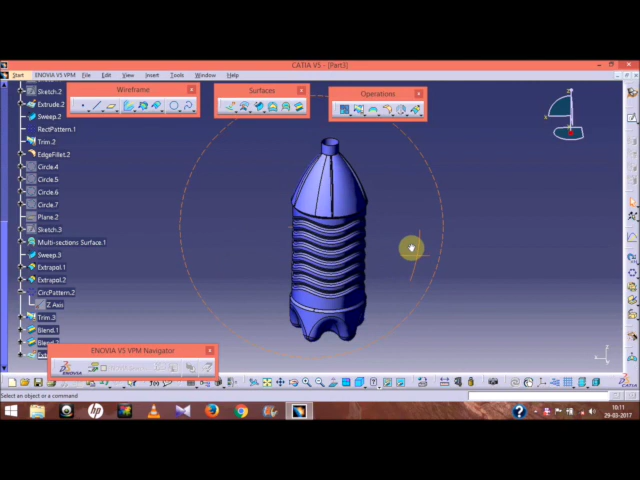 CATIA V5 - [Part3]
Start ENOVIA V5 VPM File Edit View Insert Tools Window Help
Wireframe
Surfaces
Operations
Sketch.2
Extrude.2
Sweep.2
RectPattern.1
Trim.2
EdgeFillet.2
Circle.4
Circle.5
Circle.6
Circle.7
Plane.2
Sketch.3
Multi-sections Surface.1
Sweep.3
Extrapol.1
Extrapol.2
CircPattern.2
Z Axis
Trim.3
Blend.1
ENOVIA V5 VPM Navigator
ENOVIA
CATIA
Select an object or a command
10:11
29-03-2017